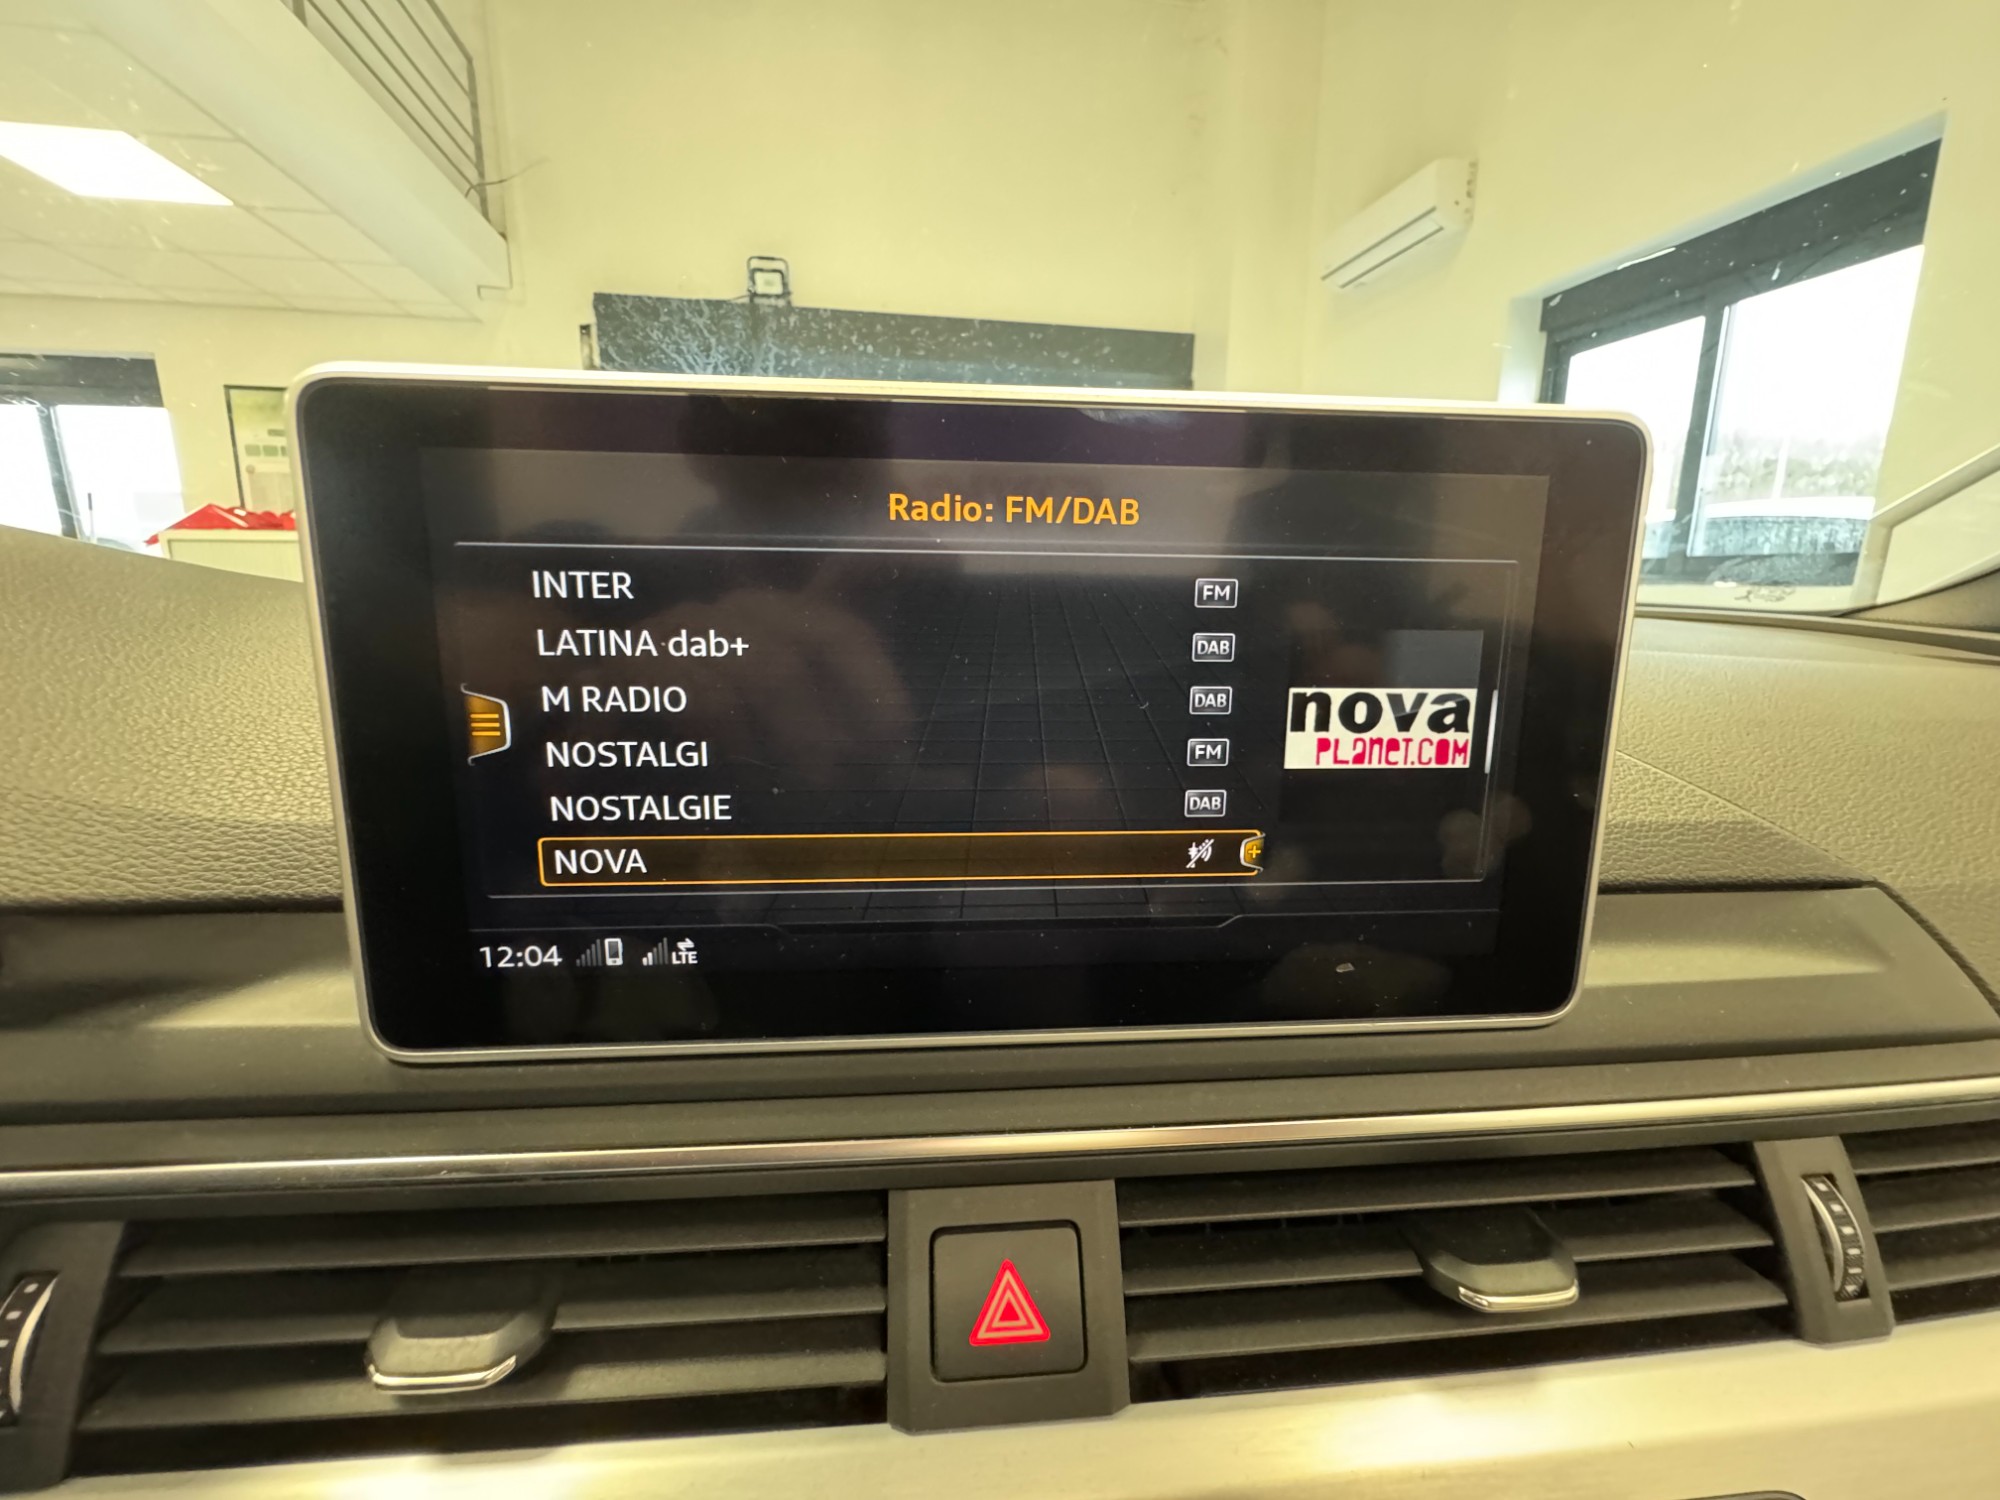 Radio: FM/DAB
INTER FM
LATINA dab+ DAB
M RADIO DAB
NOSTALGI FM
NOSTALGIE DAB
NOVA
nova
PLANET.COM
12:04 LTE